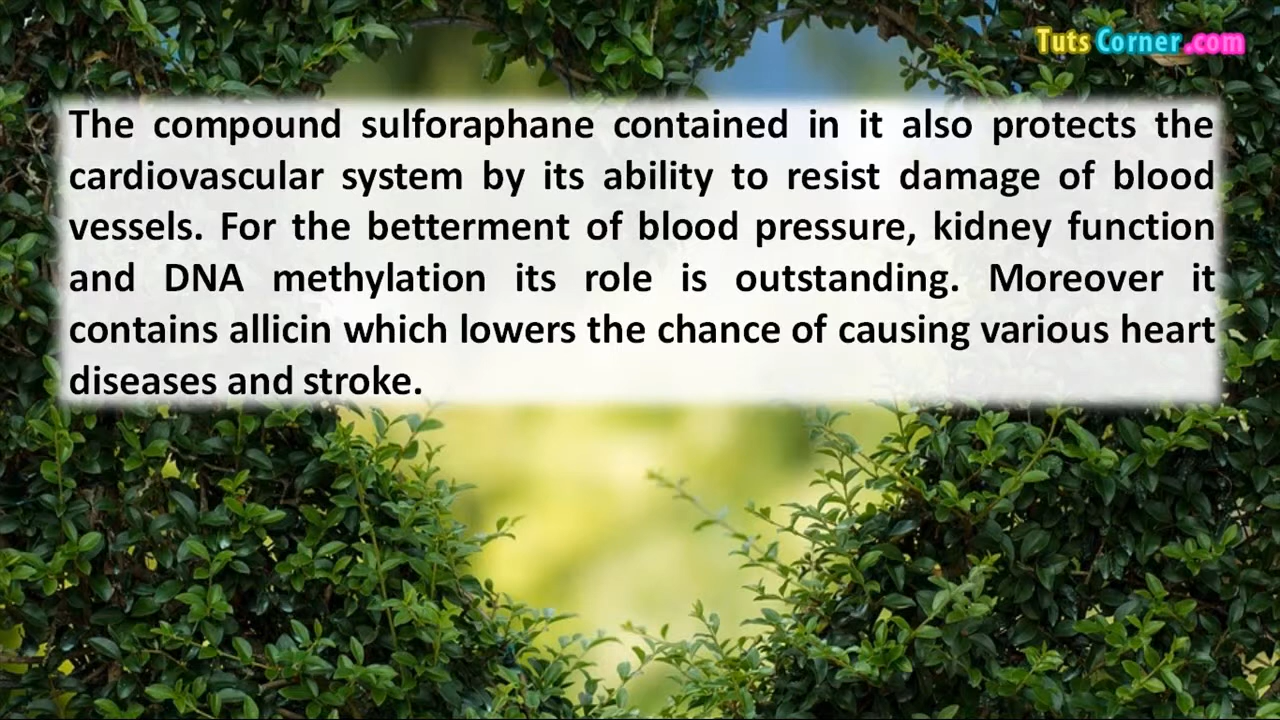 Tuts Corner.com
The compound sulforaphane contained in it also protects the
cardiovascular system by its ability to resist damage of blood
vessels. For the betterment of blood pressure, kidney function
and DNA methylation its role is outstanding. Moreover it
contains allicin which lowers the chance of causing various heart
diseases and stroke.